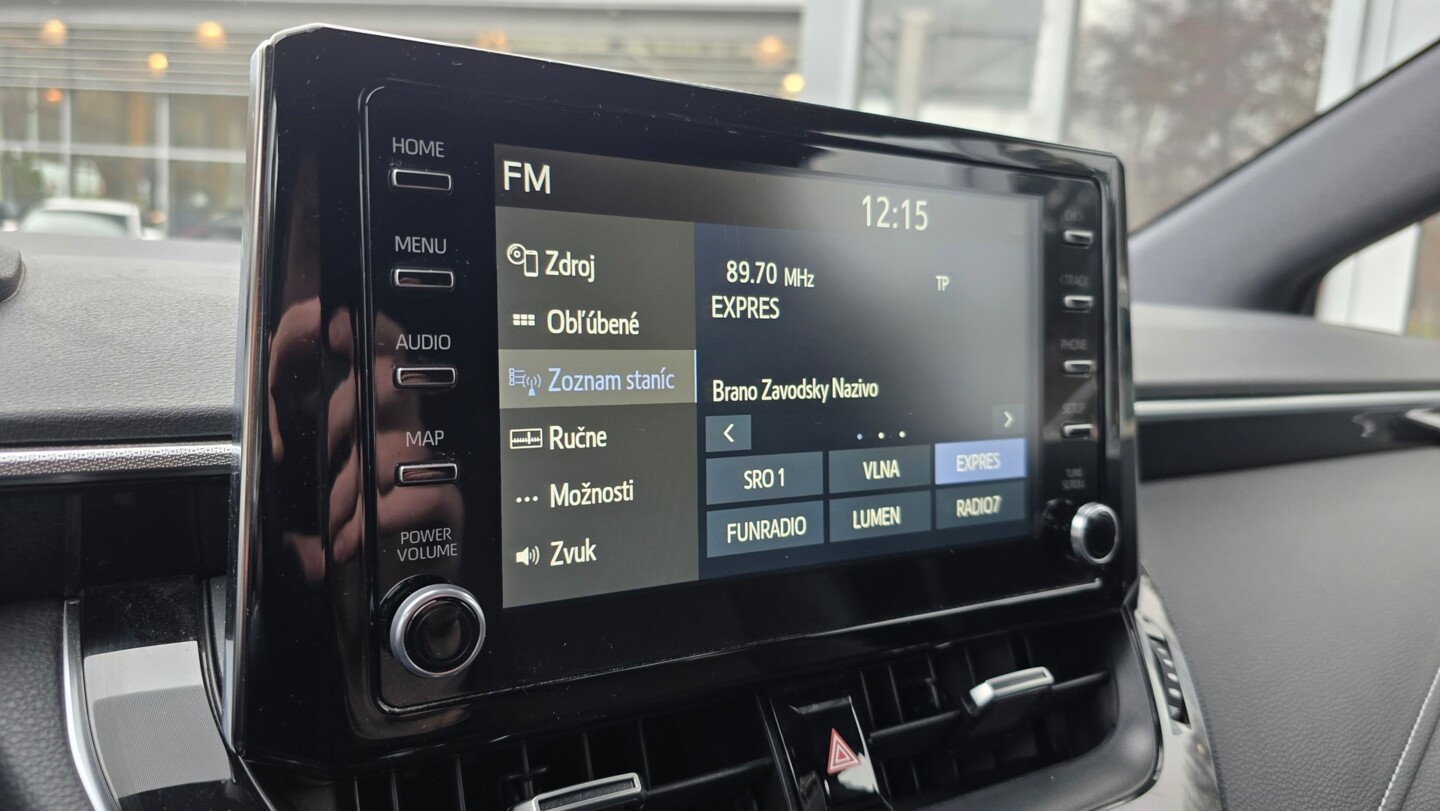 HOME
MENU
AUDIO
MAP
POWER
VOLUME
FM
12:15
Zdroj
Obľúbené
Zoznam staníc
Ručne
Možnosti
Zvuk
89.70 MHz
TP
EXPRES
Brano Zavodsky Nazivo
<
>
SRO 1
VLNA
EXPRES
FUNRADIO
LUMEN
RADIO7
TRACK
PHONE
SETUP
TUNE
SCROLL